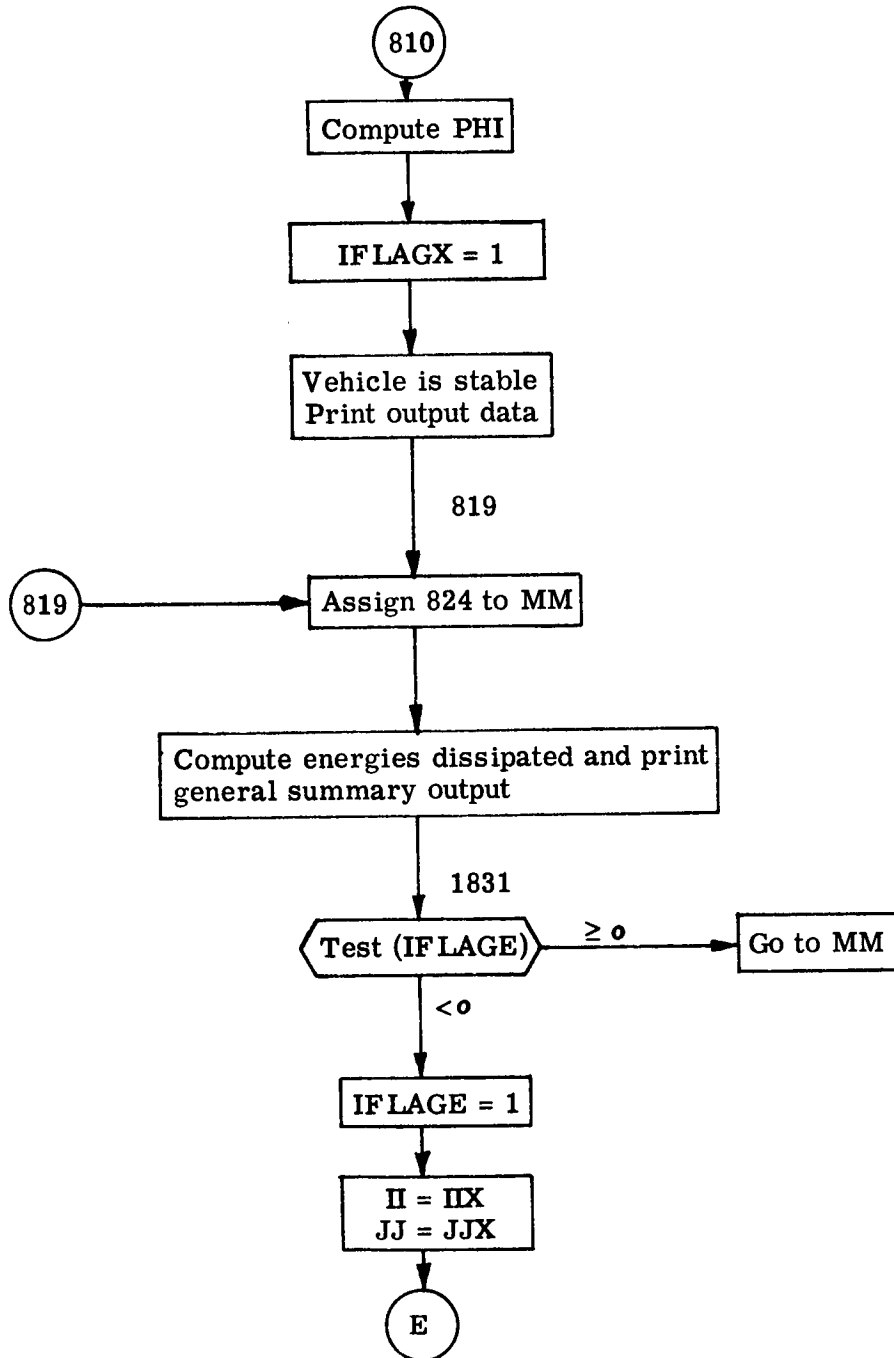 810
Compute PHI
IFLAGX = 1
Vehicle is stable
Print output data
819
819
Assign 824 to MM
Compute energies dissipated and print
general summary output
1831
Test (IFLAGE)
≥ o
Go to MM
< o
IFLAGE = 1
II = IIX
JJ = JJX
E